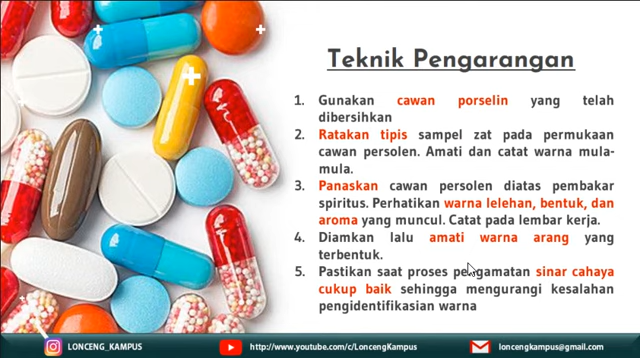 Teknik Pengarangan
1. Gunakan cawan porselin yang telah
dibersihkan
2. Ratakan tipis sampel zat pada permukaan
cawan persolen. Amati dan catat warna mula-
mula.
3. Panaskan cawan persolen diatas pembakar
spiritus. Perhatikan warna lelehan, bentuk, dan
aroma yang muncul. Catat pada lembar kerja.
4. Diamkan lalu amati warna arang yang
terbentuk.
5. Pastikan saat proses pengamatan sinar cahaya
cukup baik sehingga mengurangi kesalahan
pengidentifikasian warna
LONCENG_KAMPUS
http://www.youtube.com/c/LoncengKampus
loncengkampus@gmail.com